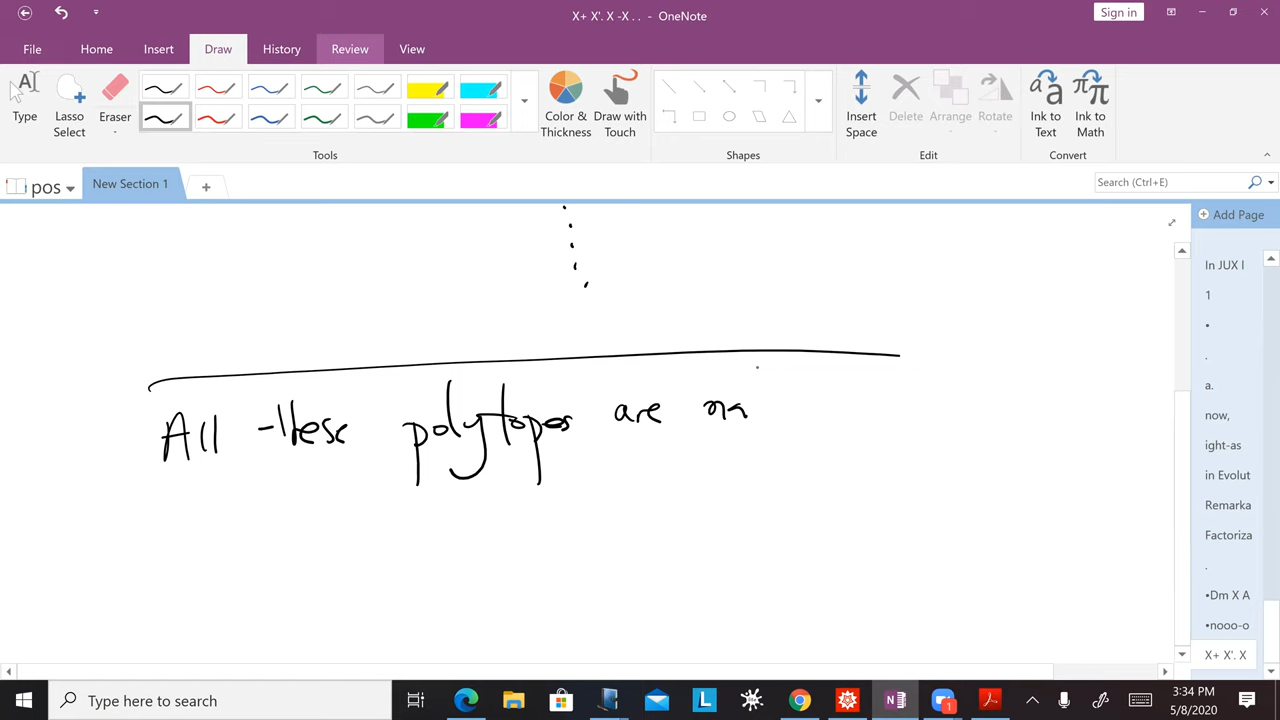 X+ X'. X -X . . - OneNote
Sign in
File Home Insert Draw History Review View
Type
Lasso Select
Eraser
Color & Thickness
Draw with Touch
Insert Space
Delete
Arrange
Rotate
Ink to Text
Ink to Math
Tools
Shapes
Edit
Convert
pos
New Section 1
Search (Ctrl+E)
Add Page
All these polytopes are
In JUX I
1
•
.
a.
now,
ight-as
in Evolut
Remarka
Factoriza
.
•Dm X A
•nooo-o
X+ X'. X
Type here to search
3:34 PM
5/8/2020